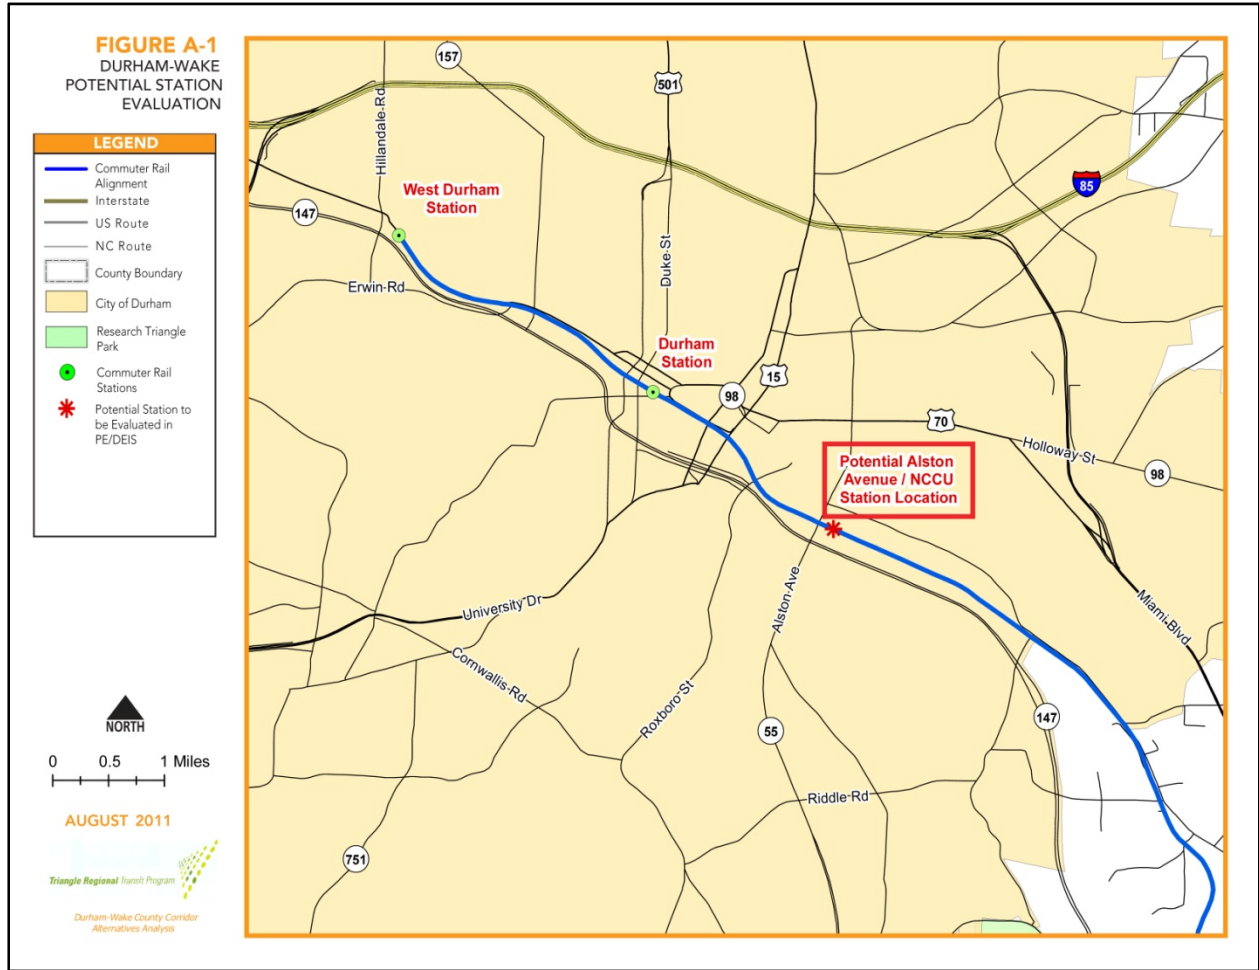 FIGURE A-1
DURHAM-WAKE
POTENTIAL STATION
EVALUATION
LEGEND
Commuter Rail
Alignment
Interstate
US Route
NC Route
County Boundary
City of Durham
Research Triangle
Park
Commuter Rail
Stations
Potential Station to
be Evaluated in
PE/DEIS
NORTH
0 0.5 1 Miles
AUGUST 2011
Triangle Regional Transit Program
Durham-Wake County Corridor
Alternatives Analysis
157
501
Hillandale-Rd
85
West Durham
Station
147
Duke-St
Erwin-Rd
Durham
Station
15
98
70
Holloway-St
98
Potential Alston
Avenue / NCCU
Station Location
University Dr
Alston-Ave
Miami-Blvd
Cornwallis-Rd
Roxboro-St
147
55
Riddle-Rd
751